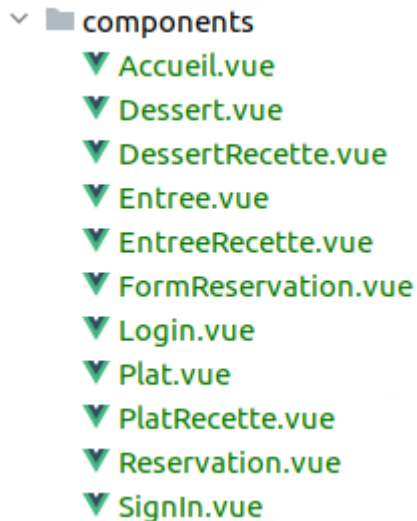 components
Accueil.vue
Dessert.vue
DessertRecette.vue
Entree.vue
EntreeRecette.vue
FormReservation.vue
Login.vue
Plat.vue
PlatRecette.vue
Reservation.vue
SignIn.vue